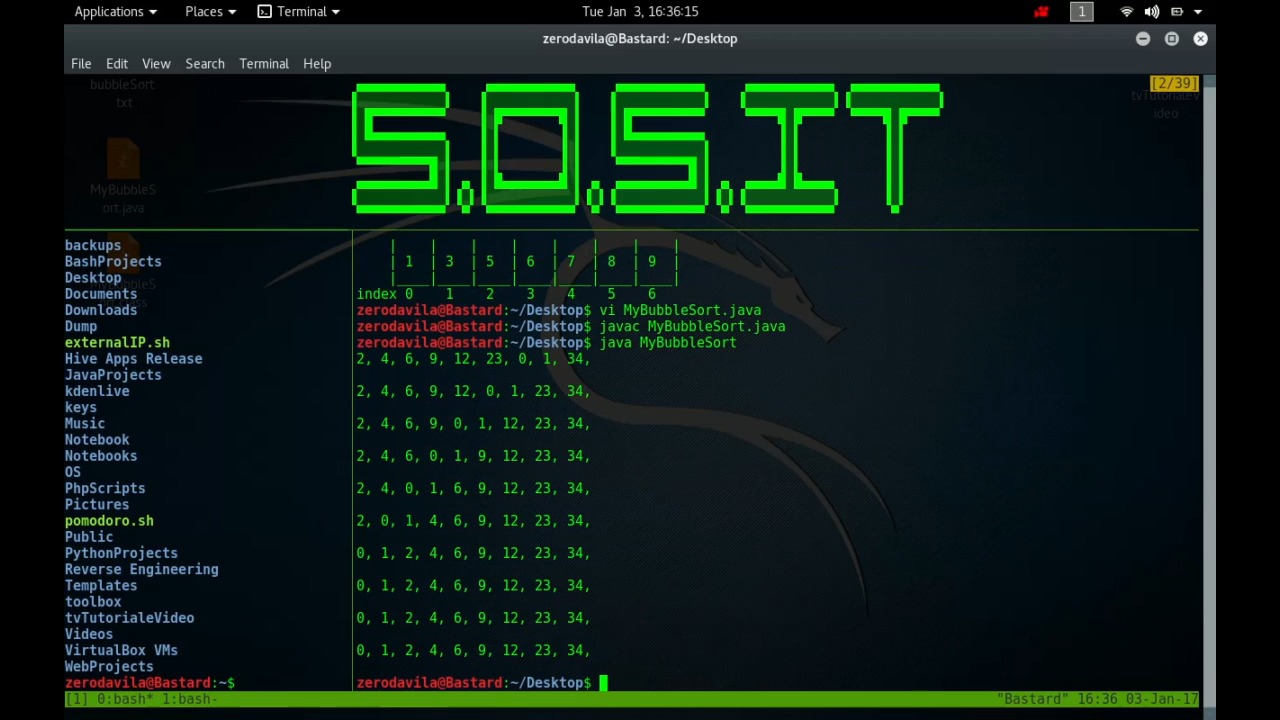 Applications Places Terminal Tue Jan 3, 16:36:15 1
zerodavila@Bastard: ~/Desktop
File Edit View Search Terminal Help
bubbleSort.
txt
[2/39]
tvTutorialeV
ideo
S.O.S.IT
MyBubbleS
ort.java
backups
BashProjects
Desktop
Documents
Downloads
Dump
externalIP.sh
Hive Apps Release
JavaProjects
kdenlive
keys
Music
Notebook
Notebooks
OS
PhpScripts
Pictures
pomodoro.sh
Public
PythonProjects
Reverse Engineering
Templates
toolbox
tvTutorialeVideo
Videos
VirtualBox VMs
WebProjects
zerodavila@Bastard:~$
| 1 | 3 | 5 | 6 | 7 | 8 | 9 |
index 0 1 2 3 4 5 6
zerodavila@Bastard:~/Desktop$ vi MyBubbleSort.java
zerodavila@Bastard:~/Desktop$ javac MyBubbleSort.java
zerodavila@Bastard:~/Desktop$ java MyBubbleSort
2, 4, 6, 9, 12, 23, 0, 1, 34,
2, 4, 6, 9, 12, 0, 1, 23, 34,
2, 4, 6, 9, 0, 1, 12, 23, 34,
2, 4, 6, 0, 1, 9, 12, 23, 34,
2, 4, 0, 1, 6, 9, 12, 23, 34,
2, 0, 1, 4, 6, 9, 12, 23, 34,
0, 1, 2, 4, 6, 9, 12, 23, 34,
0, 1, 2, 4, 6, 9, 12, 23, 34,
0, 1, 2, 4, 6, 9, 12, 23, 34,
0, 1, 2, 4, 6, 9, 12, 23, 34,
zerodavila@Bastard:~/Desktop$
[1] 0:bash* 1:bash- "Bastard" 16:36 03-Jan-17